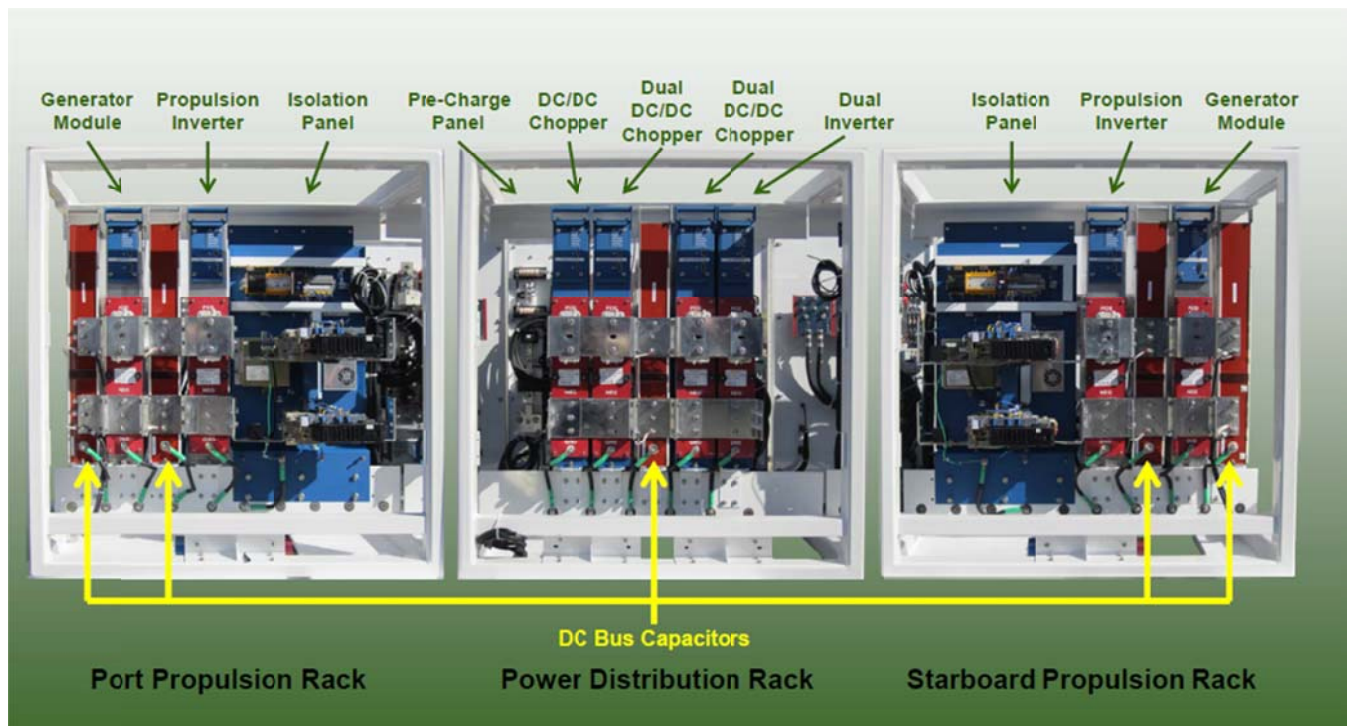 Generator
Module
Propulsion
Inverter
Isolation
Panel
Pre-Charge
Panel
DC/DC
Chopper
Dual
DC/DC
Chopper
Dual
DC/DC
Chopper
Dual
Inverter
Isolation
Panel
Propulsion
Inverter
Generator
Module
DC Bus Capacitors
Port Propulsion Rack
Power Distribution Rack
Starboard Propulsion Rack